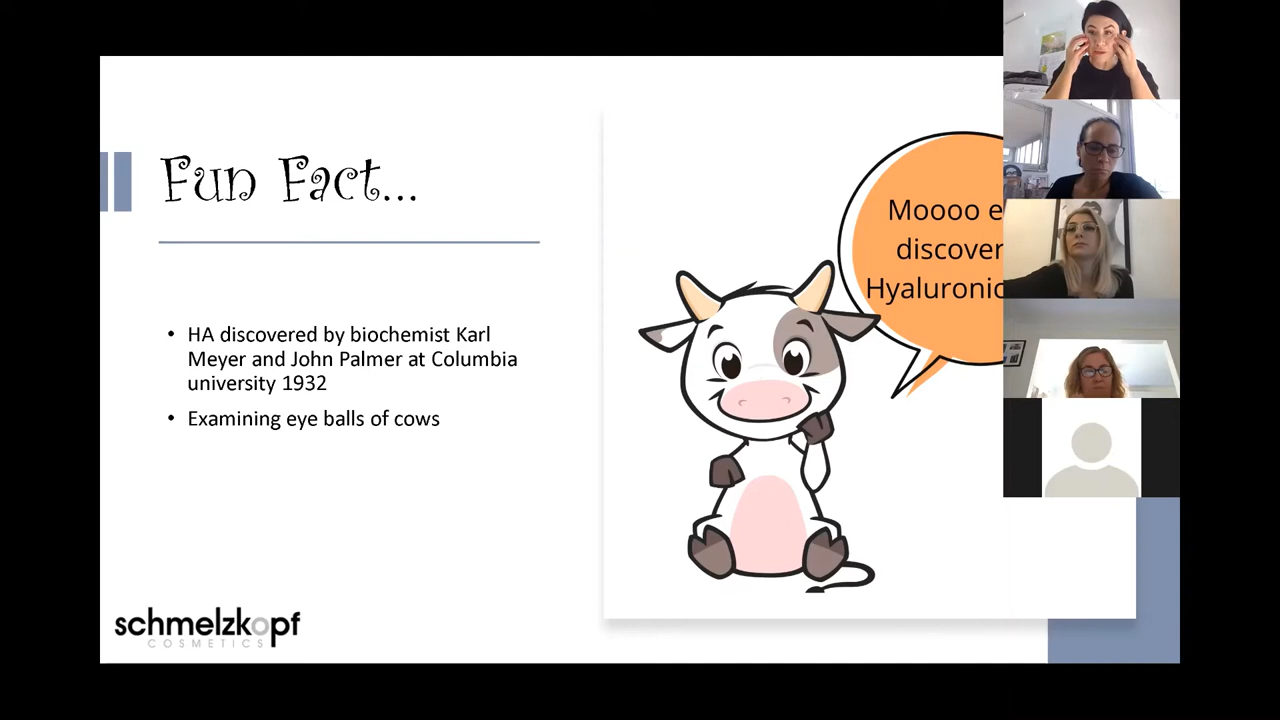 Fun Fact...
• HA discovered by biochemist Karl
Meyer and John Palmer at Columbia
university 1932
• Examining eye balls of cows
Moooo e
discover
Hyaluronic
schmelzkopf
COSMETICS